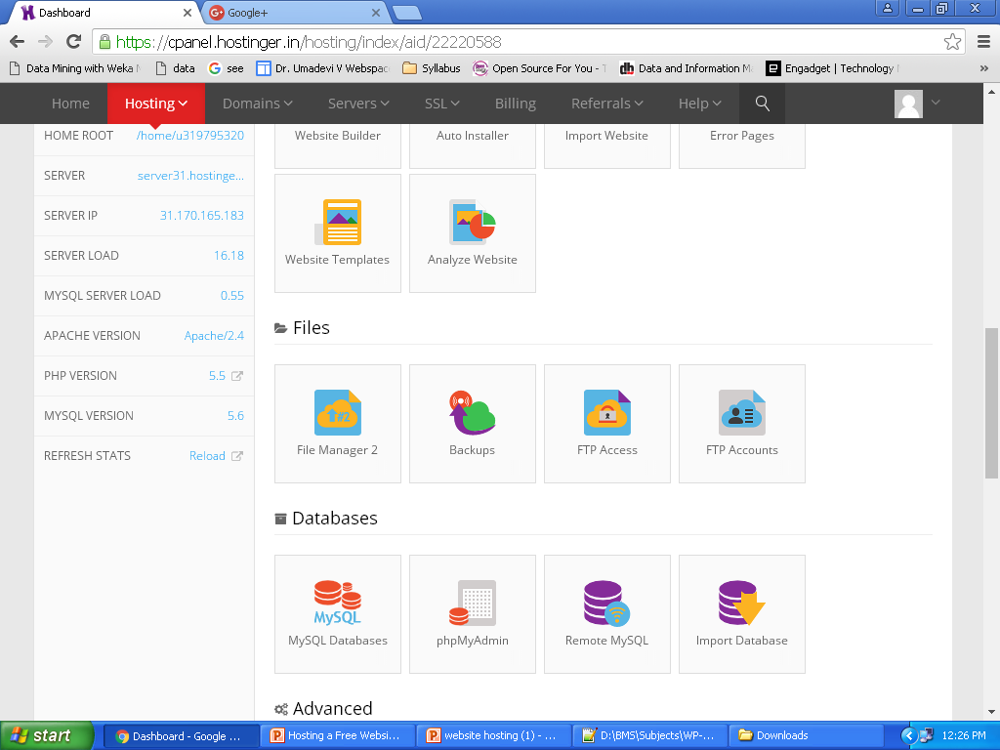 Dashboard
Google+
https://cpanel.hostinger.in/hosting/index/aid/22220588
Data Mining with Weka
data
see
Dr. Umadevi V Webspac
Syllabus
Open Source For You -
Data and Information M
Engadget | Technology
»
Home
Hosting
Domains
Servers
SSL
Billing
Referrals
Help
HOME ROOT /home/u319795320
SERVER server31.hostinge...
SERVER IP 31.170.165.183
SERVER LOAD 16.18
MYSQL SERVER LOAD 0.55
APACHE VERSION Apache/2.4
PHP VERSION 5.5
MYSQL VERSION 5.6
REFRESH STATS Reload
Website Builder
Auto Installer
Import Website
Error Pages
Website Templates
Analyze Website
Files
#2
File Manager 2
Backups
FTP Access
FTP Accounts
Databases
MySQL
MySQL Databases
phpMyAdmin
Remote MySQL
Import Database
Advanced
start
Dashboard - Google ...
Hosting a Free Websi...
website hosting (1) - ...
D:\BMS\Subjects\WP-...
Downloads
12:26 PM